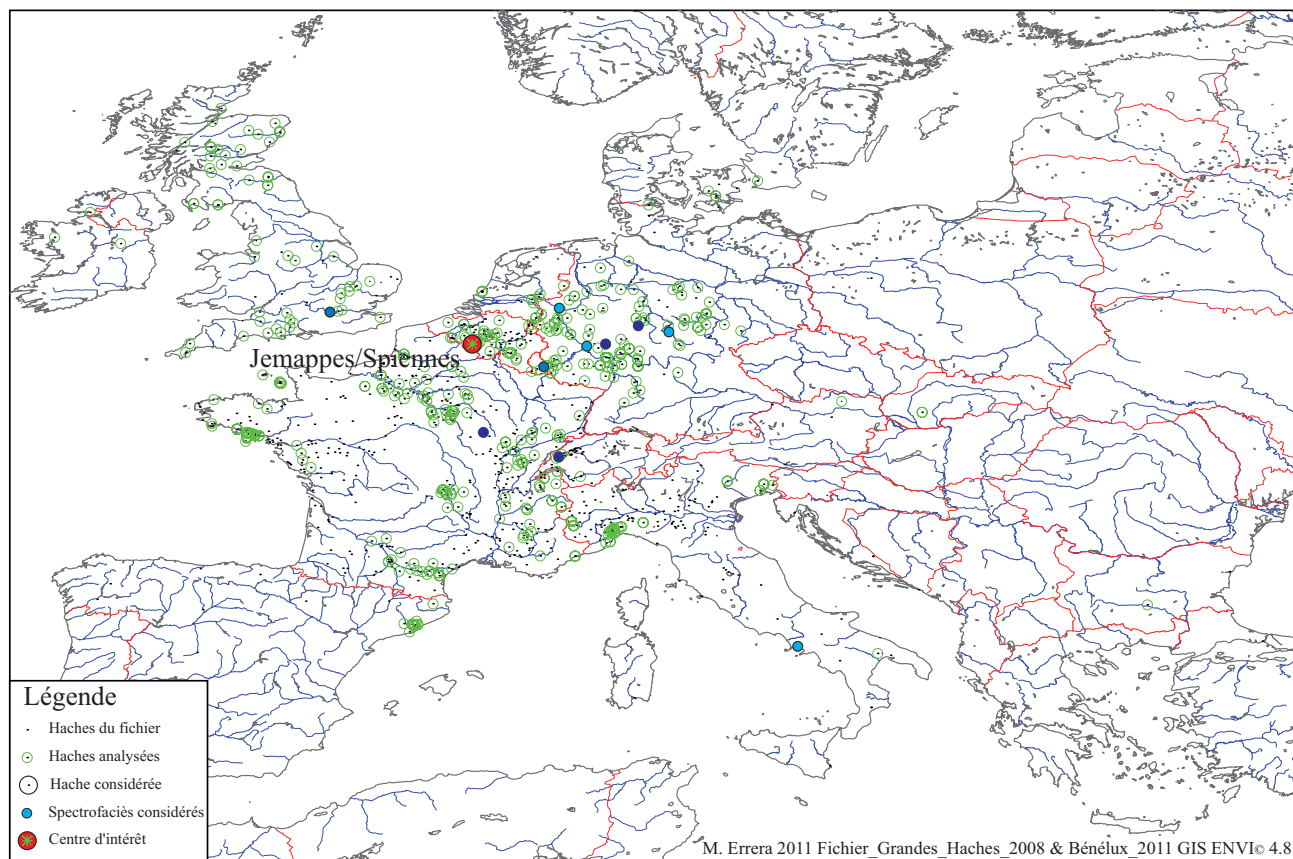 Jemappes/Spiennes
Légende
Haches du fichier
Haches analysées
Hache considérée
Spectrofaciès considérés
Centre d'intérêt
M. Errera 2011 Fichier_Grandes_Haches_2008 & Bénélux_2011 GIS ENVI© 4.8